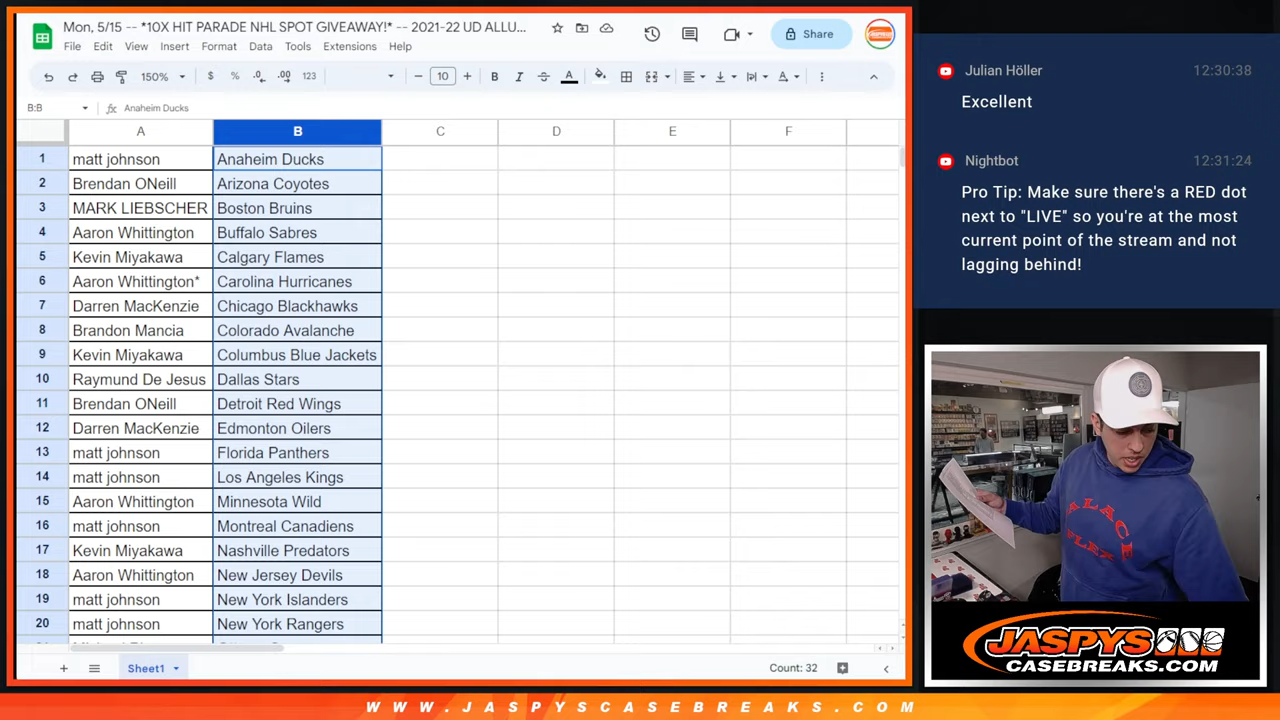 Mon, 5/15 -- *10X HIT PARADE NHL SPOT GIVEAWAY!* -- 2021-22 UD ALLU...
Share
File Edit View Insert Format Data Tools Extensions Help
150% $ % .0 .00 123 10 B I A
B:B fx Anaheim Ducks
A B C D E F
1 matt johnson Anaheim Ducks
2 Brendan ONeill Arizona Coyotes
3 MARK LIEBSCHER Boston Bruins
4 Aaron Whittington Buffalo Sabres
5 Kevin Miyakawa Calgary Flames
6 Aaron Whittington* Carolina Hurricanes
7 Darren MacKenzie Chicago Blackhawks
8 Brandon Mancia Colorado Avalanche
9 Kevin Miyakawa Columbus Blue Jackets
10 Raymund De Jesus Dallas Stars
11 Brendan ONeill Detroit Red Wings
12 Darren MacKenzie Edmonton Oilers
13 matt johnson Florida Panthers
14 matt johnson Los Angeles Kings
15 Aaron Whittington Minnesota Wild
16 matt johnson Montreal Canadiens
17 Kevin Miyakawa Nashville Predators
18 Aaron Whittington New Jersey Devils
19 matt johnson New York Islanders
20 matt johnson New York Rangers
Sheet1
Count: 32
Julian Höller 12:30:38
Excellent
Nightbot 12:31:24
Pro Tip: Make sure there's a RED dot
next to "LIVE" so you're at the most
current point of the stream and not
lagging behind!
PALACE
FLEX
JASPYS
CASEBREAKS.COM
WWW.JASPYSCASEBREAKS.COM